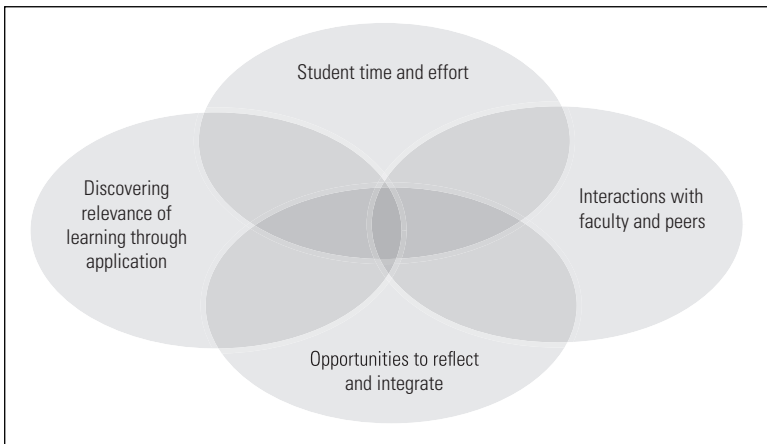 Student time and effort
Discovering
relevance of
learning through
application
Interactions with
faculty and peers
Opportunities to reflect
and integrate